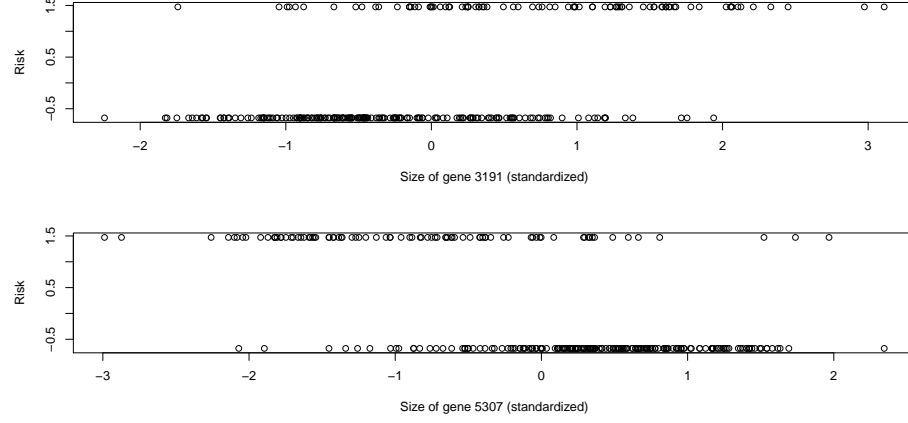 1.5
0.5
−0.5
Risk
−2 −1 0 1 2 3
Size of gene 3191 (standardized)
1.5
0.5
−0.5
Risk
−3 −2 −1 0 1 2
Size of gene 5307 (standardized)